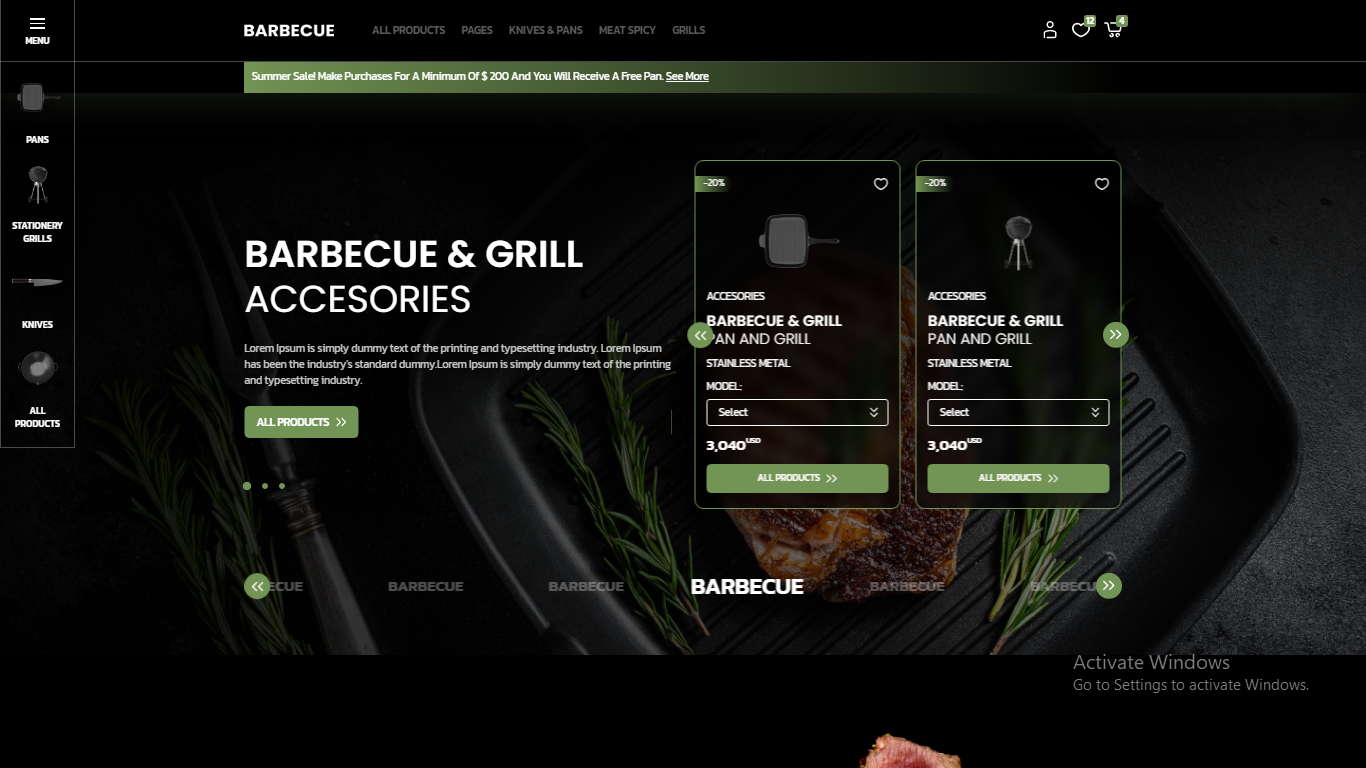 MENU
BARBECUE
ALL PRODUCTS PAGES KNIVES & PANS MEAT SPICY GRILLS
12
4
Summer Sale! Make Purchases For A Minimum Of $ 200 And You Will Receive A Free Pan. See More
PANS
STATIONERY
GRILLS
KNIVES
ALL
PRODUCTS
BARBECUE & GRILL
ACCESORIES
Lorem Ipsum is simply dummy text of the printing and typesetting industry. Lorem Ipsum
has been the industry's standard dummy.Lorem Ipsum is simply dummy text of the printing
and typesetting industry.
ALL PRODUCTS
-20%
ACCESORIES
BARBECUE & GRILL
PAN AND GRILL
STAINLESS METAL
MODEL:
Select
3,040USD
ALL PRODUCTS
-20%
ACCESORIES
BARBECUE & GRILL
PAN AND GRILL
STAINLESS METAL
MODEL:
Select
3,040USD
ALL PRODUCTS
ECUE BARBECUE BARBECUE BARBECUE BARBECUE BARBECU
Activate Windows
Go to Settings to activate Windows.